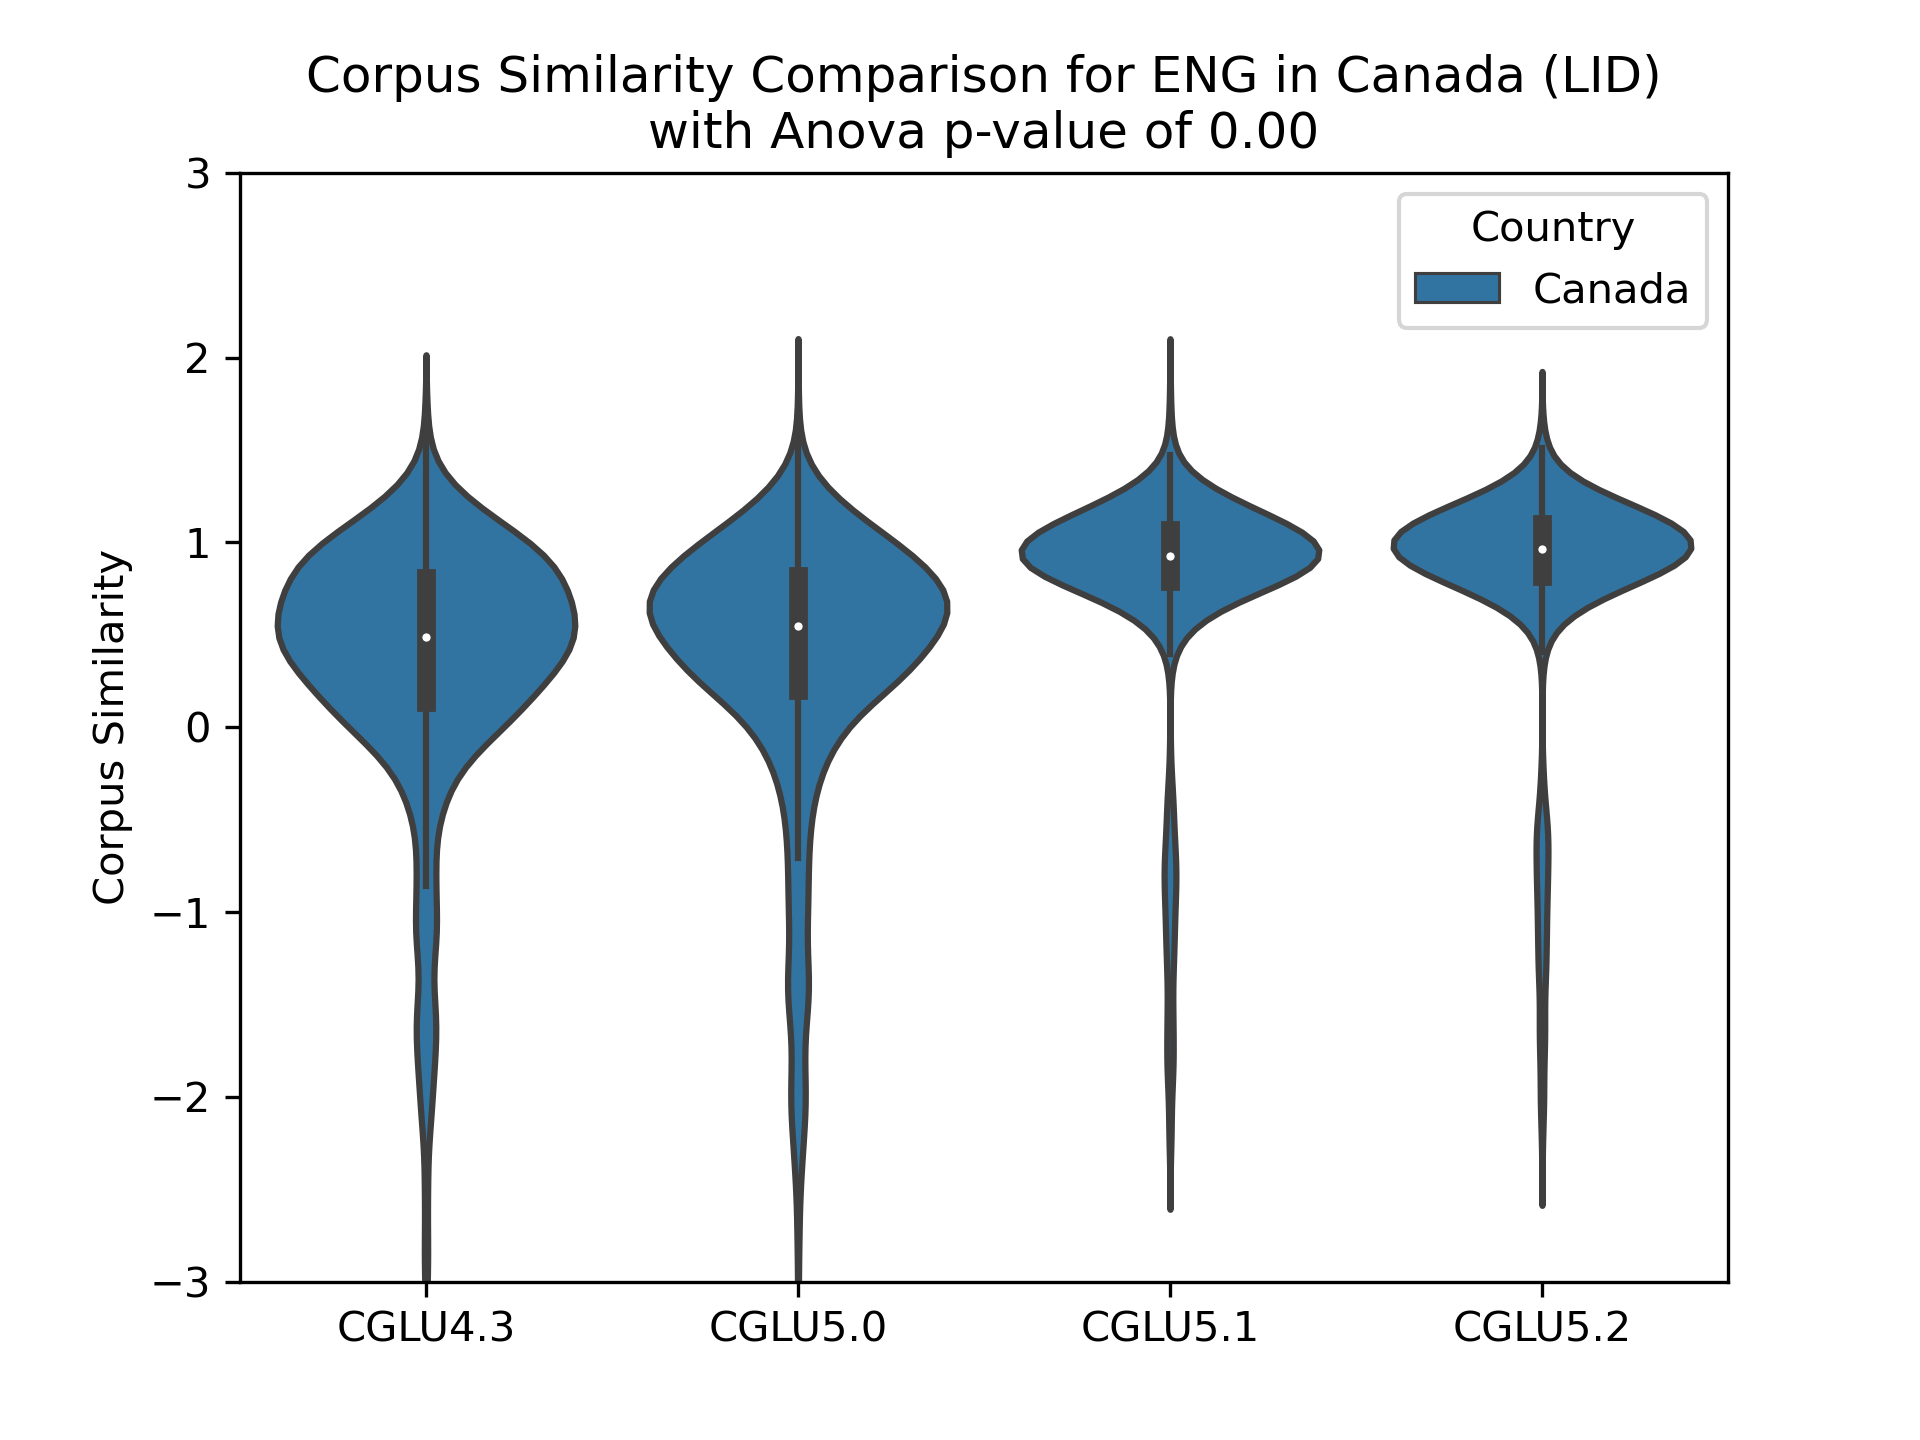 Corpus Similarity Comparison for ENG in Canada (LID)
with Anova p-value of 0.00
Country
Canada
Corpus Similarity
3
2
1
0
−1
−2
−3
CGLU4.3 CGLU5.0 CGLU5.1 CGLU5.2